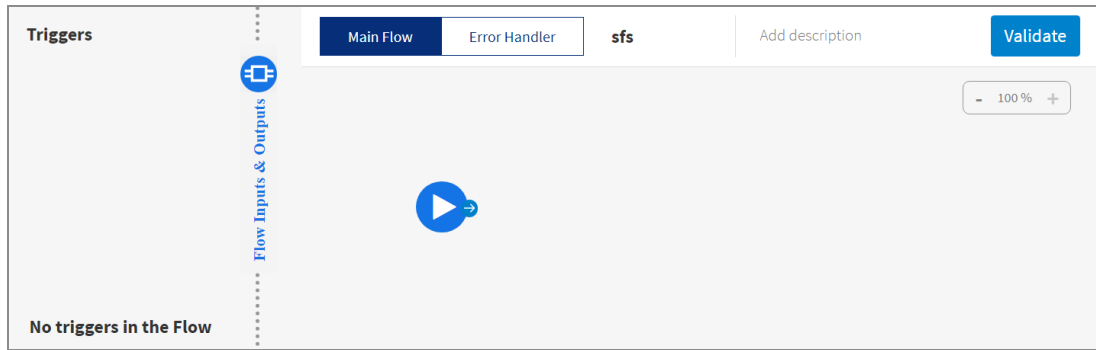 Triggers
Main Flow
Error Handler
sfs
Add description
Validate
- 100 % +
Flow Inputs & Outputs
No triggers in the Flow